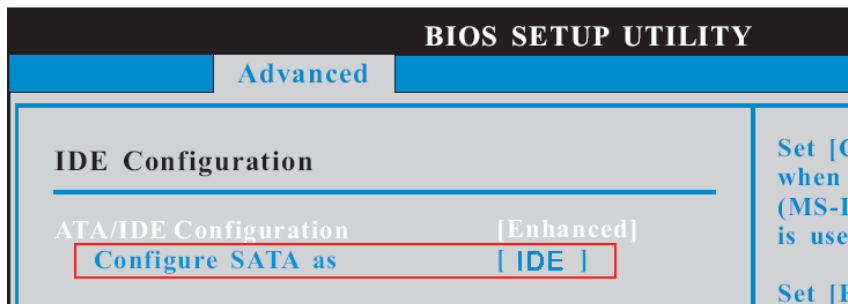 BIOS SETUP UTILITY
Advanced
IDE Configuration
ATA/IDE Configuration [Enhanced]
Configure SATA as [ IDE ]
Set [
when
(MS-
is use
Set [